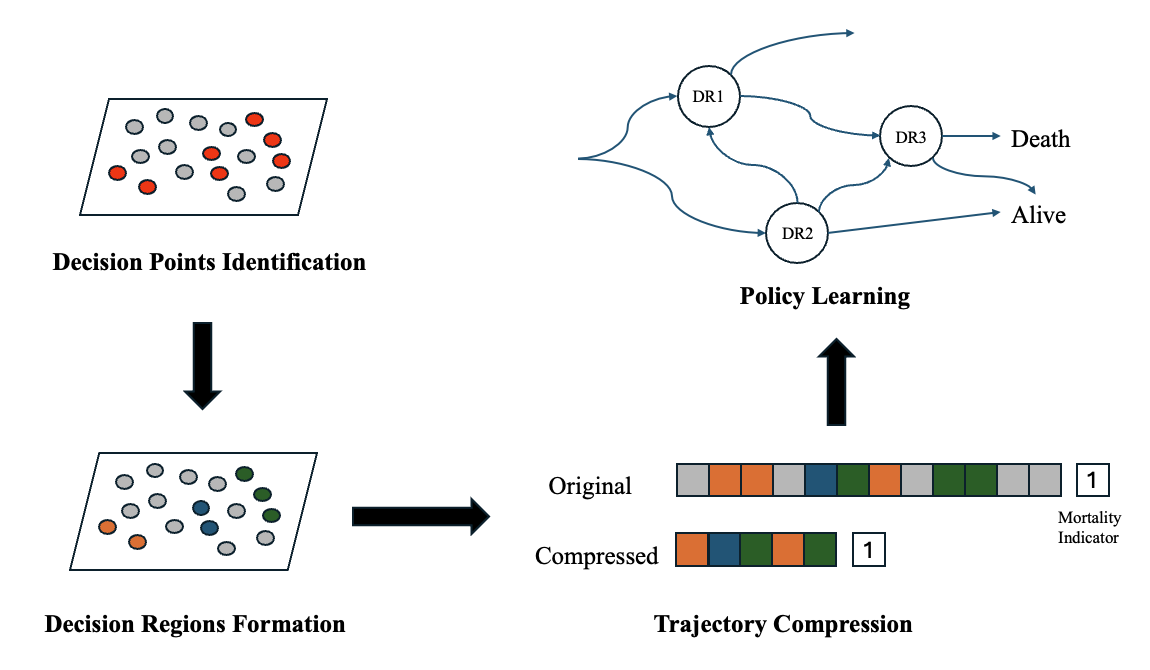 DR1
DR3
Death
Alive
DR2
Decision Points Identification
Policy Learning
Original
1
Mortality
Indicator
Compressed
1
Decision Regions Formation
Trajectory Compression